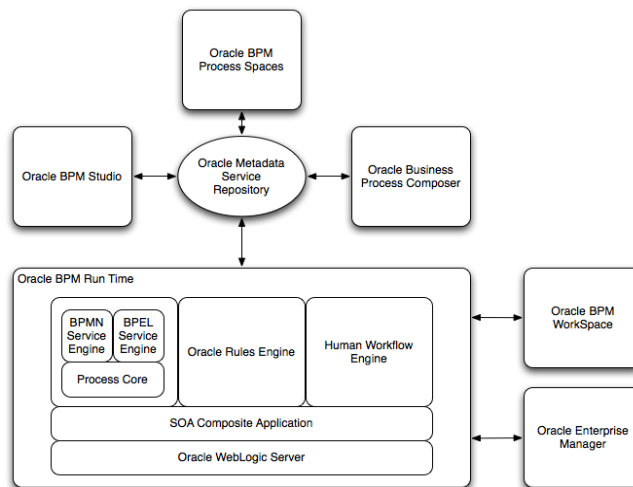 Oracle BPM
Process Spaces
Oracle BPM Studio
Oracle Metadata
Service
Repository
Oracle Business
Process Composer
Oracle BPM Run Time
BPMN
Service
Engine
BPEL
Service
Engine
Process Core
Oracle Rules Engine
Human Workflow
Engine
SOA Composite Application
Oracle WebLogic Server
Oracle BPM
WorkSpace
Oracle Enterprise
Manager